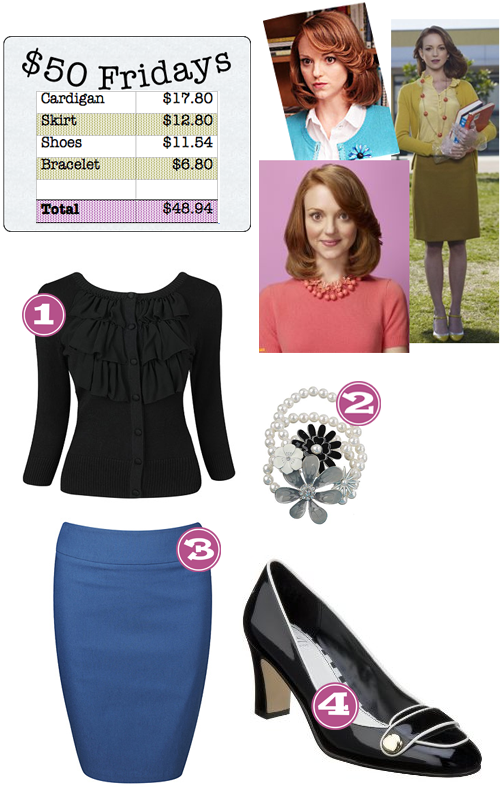 $50 Fridays
Cardigan $17.80
Skirt $12.80
Shoes $11.54
Bracelet $6.80
Total $48.94
1
2
3
4